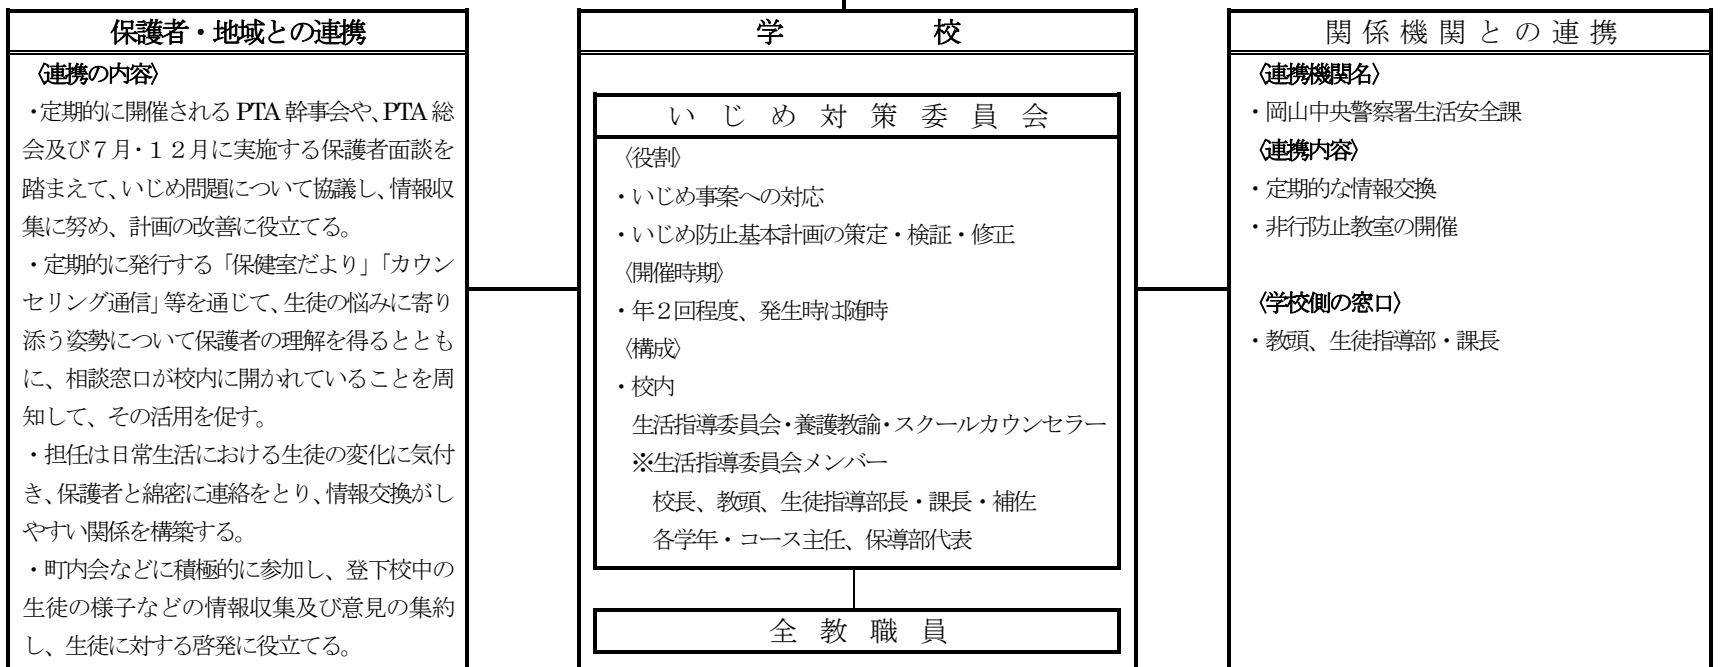 保護者・地域との連携
〈連携の内容〉
・定期的に開催される PTA 幹事会や、PTA 総
会及び７月・１２月に実施する保護者面談を
踏まえて、いじめ問題について協議し、情報収
集に努め、計画の改善に役立てる。
・定期的に発行する「保健室だより」「カウン
セリング通信」等を通じて、生徒の悩みに寄り
添う姿勢について保護者の理解を得るととも
に、相談窓口が校内に開かれていることを周
知して、その活用を促す。
・担任は日常生活における生徒の変化に気付
き、保護者と綿密に連絡をとり、情報交換がし
やすい関係を構築する。
・町内会などに積極的に参加し、登下校中の
生徒の様子などの情報収集及び意見の集約
し、生徒に対する啓発に役立てる。
学　校
いじめ対策委員会
〈役割〉
・いじめ事案への対応
・いじめ防止基本計画の策定・検証・修正
〈開催時期〉
・年２回程度、発生時は随時
〈構成〉
・校内
生活指導委員会・養護教諭・スクールカウンセラー
※生活指導委員会メンバー
校長、教頭、生徒指導部長・課長・補佐
各学年・コース主任、保導部代表
全教職員
関係機関との連携
〈連携機関名〉
・岡山中央警察署生活安全課
〈連携内容〉
・定期的な情報交換
・非行防止教室の開催
〈学校側の窓口〉
・教頭、生徒指導部・課長